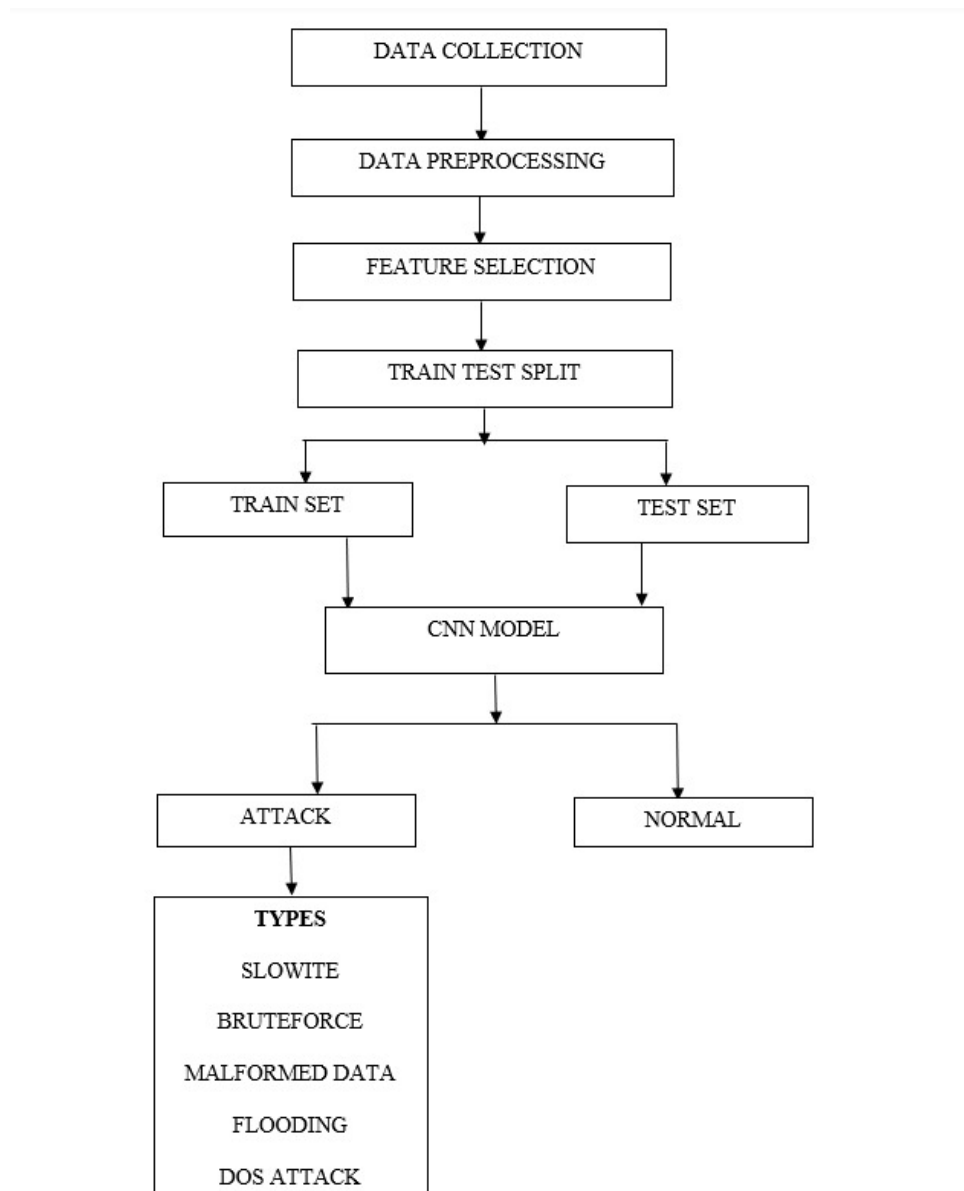 DATA COLLECTION
DATA PREPROCESSING
FEATURE SELECTION
TRAIN TEST SPLIT
TRAIN SET
TEST SET
CNN MODEL
ATTACK
NORMAL
TYPES
SLOWITE
BRUTEFORCE
MALFORMED DATA
FLOODING
DOS ATTACK